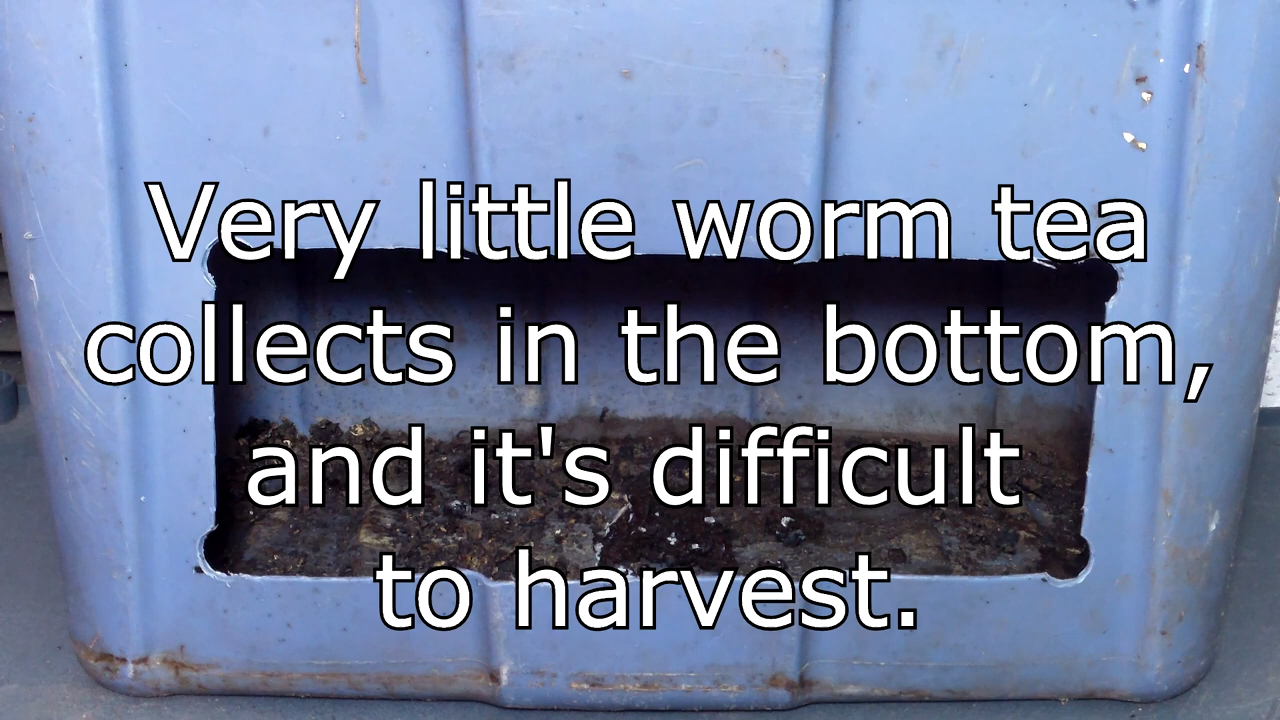 Very little worm tea
collects in the bottom,
and it's difficult
to harvest.